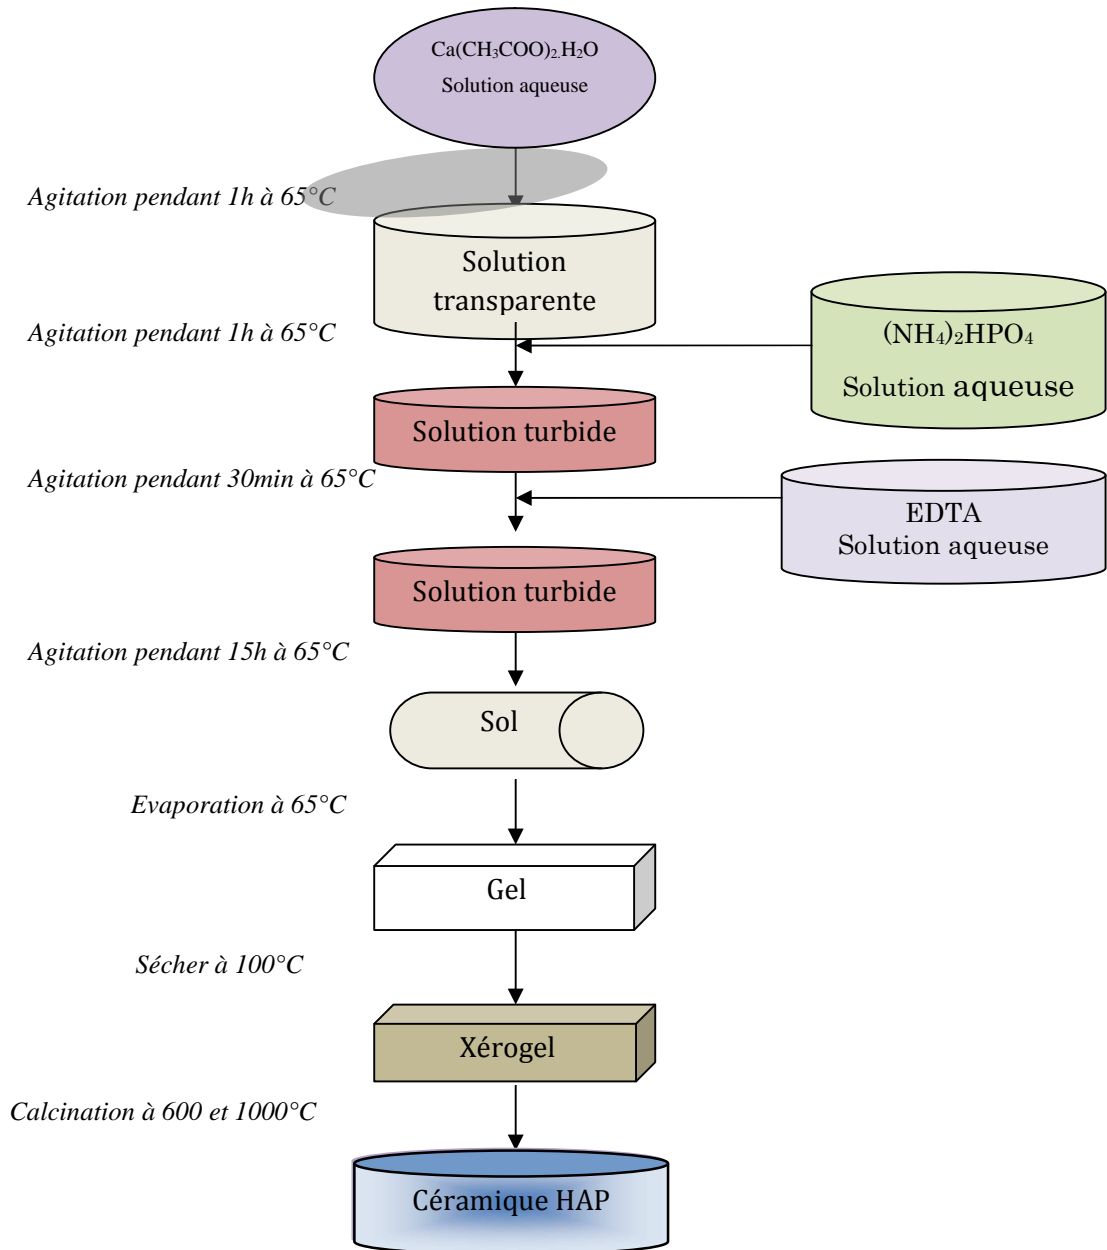 Ca(CH₃COO)₂.H₂O
Solution aqueuse
Agitation pendant 1h à 65°C
Solution
transparente
Agitation pendant 1h à 65°C
(NH₄)₂HPO₄
Solution aqueuse
Solution turbide
Agitation pendant 30min à 65°C
EDTA
Solution aqueuse
Solution turbide
Agitation pendant 15h à 65°C
Sol
Evaporation à 65°C
Gel
Sécher à 100°C
Xérogel
Calcination à 600 et 1000°C
Céramique HAP